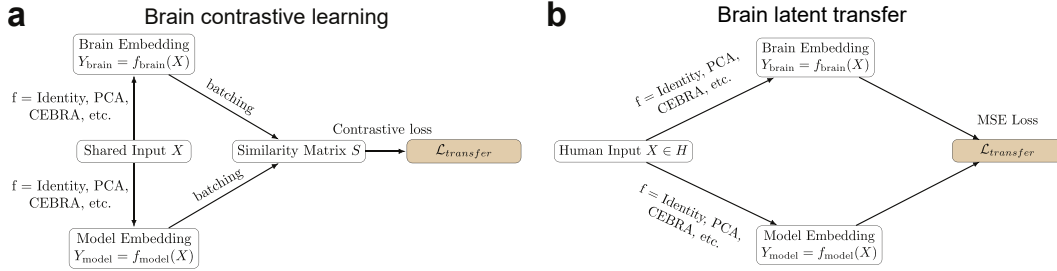 a
Brain contrastive learning
Brain Embedding
Y_brain = f_brain(X)
f = Identity, PCA,
CEBRA, etc.
batching
Shared Input X
Similarity Matrix S
Contrastive loss
L_transfer
f = Identity, PCA,
CEBRA, etc.
batching
Model Embedding
Y_model = f_model(X)
b
Brain latent transfer
Brain Embedding
Y_brain = f_brain(X)
f = Identity, PCA,
CEBRA, etc.
MSE Loss
Human Input X ∈ H
L_transfer
f = Identity, PCA,
CEBRA, etc.
Model Embedding
Y_model = f_model(X)